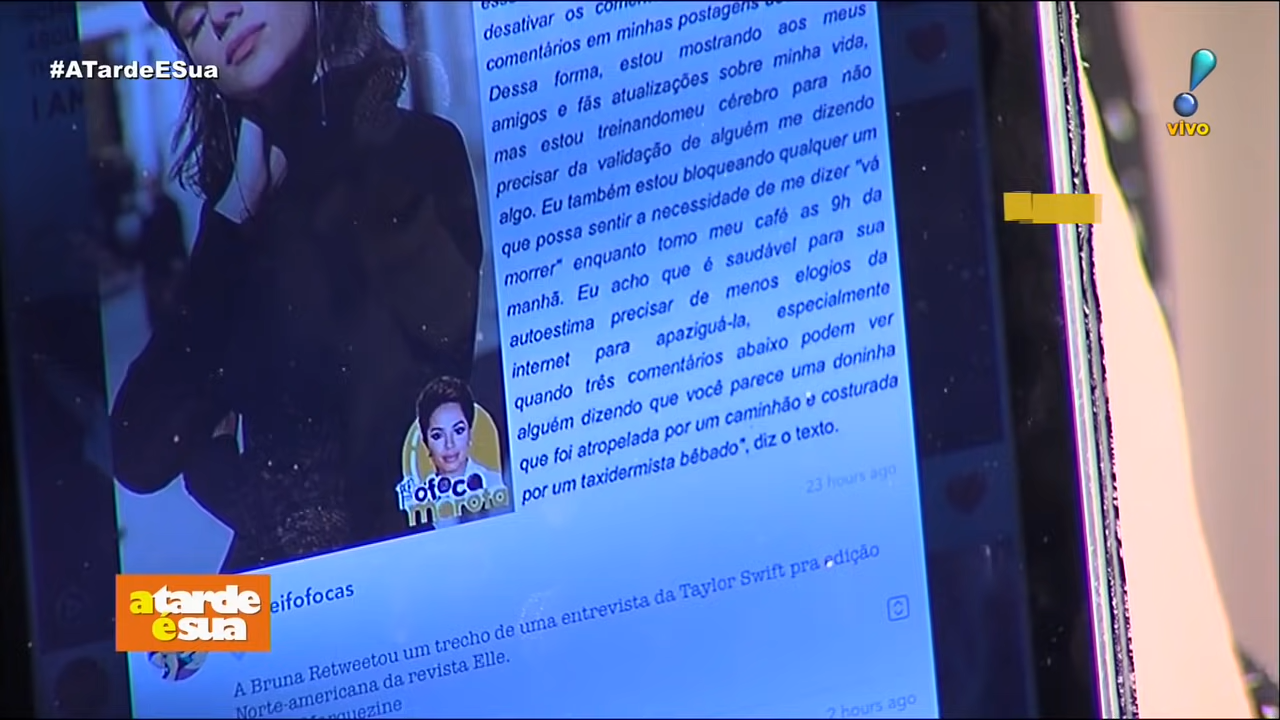 #ATardeESua
vivo
desativar os
comentários em minhas postagens
Dessa forma, estou mostrando aos meus
amigos e fãs atualizações sobre minha vida,
mas estou treinandomeu cérebro para não
precisar da validação de alguém me dizendo
algo. Eu também estou bloqueando qualquer um
que possa sentir a necessidade de me dizer "vá
morrer" enquanto tomo meu café as 9h da
manhã. Eu acho que é saudável para sua
autoestima precisar de menos elogios da
internet para apaziguá-la, especialmente
quando três comentários abaixo podem ver
alguém dizendo que você parece uma doninha
que foi atropelada por um caminhão e costurada
por um taxidermista bêbado", diz o texto.
fofoca
marota
23 hours ago
eifofocas
A Bruna Retweetou um trecho de uma entrevista da Taylor Swift pra edição
Norte-americana da revista Elle.
Marquezine
2 hours ago
a tarde
é sua